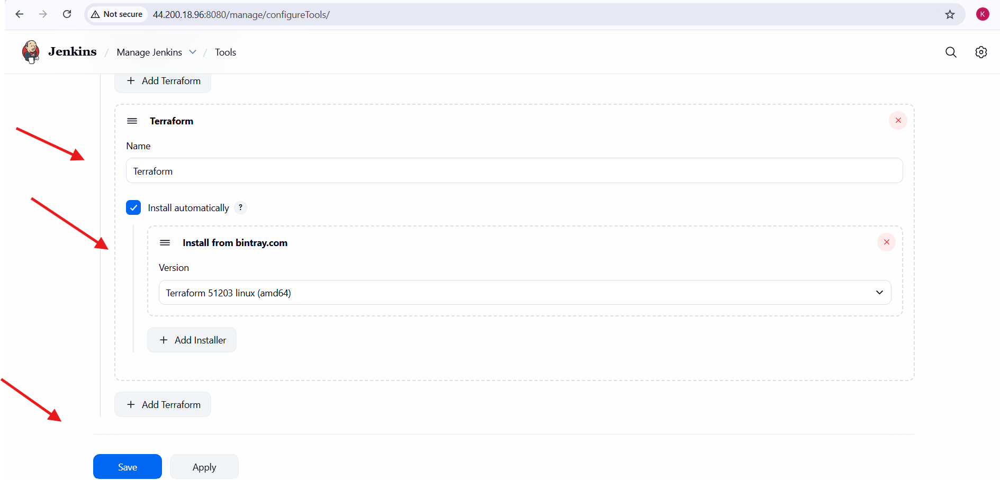 Not secure 44.200.18.96:8080/manage/configureTools/ K
Jenkins / Manage Jenkins / Tools
+ Add Terraform
Terraform
Name
Terraform
Install automatically ?
Install from bintray.com
Version
Terraform 51203 linux (amd64)
+ Add Installer
+ Add Terraform
Save Apply